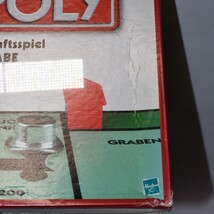 OLY
ftsspiel
ABE
GRABEN
200
Hasbro